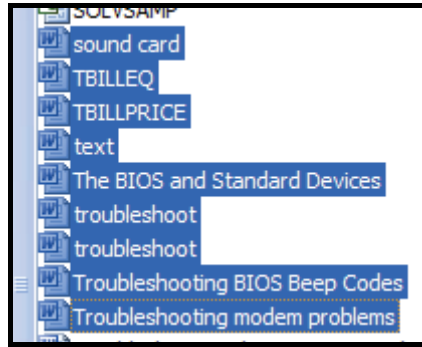 SOLVSAMP
sound card
TBILLEQ
TBILLPRICE
text
The BIOS and Standard Devices
troubleshoot
troubleshoot
Troubleshooting BIOS Beep Codes
Troubleshooting modem problems